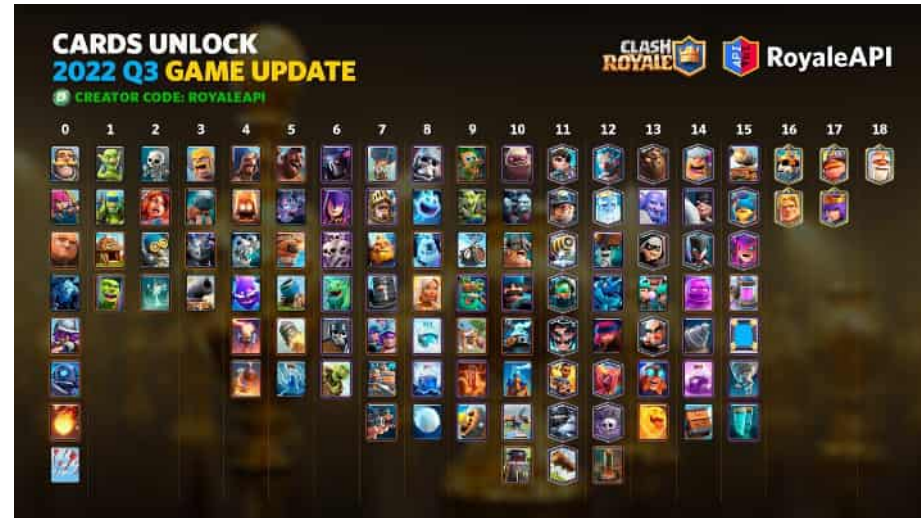 CARDS UNLOCK
2022 Q3 GAME UPDATE
CREATOR CODE: ROYALEAPI
CLASH
ROYALE
API
RoyaleAPI
0 1 2 3 4 5 6 7 8 9 10 11 12 13 14 15 16 17 18